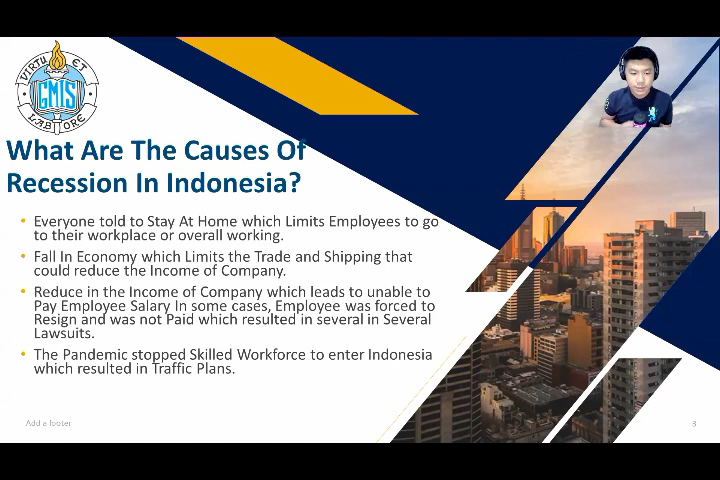 VIRTU ET
GMIS
LABORE
What Are The Causes Of
Recession In Indonesia?
• Everyone told to Stay At Home which Limits Employees to go
to their workplace or overall working.
• Fall In Economy which Limits the Trade and Shipping that
could reduce the Income of Company.
• Reduce in the Income of Company which leads to unable to
Pay Employee Salary In some cases, Employee was forced to
Resign and was not Paid which resulted in several in Several
Lawsuits.
• The Pandemic stopped Skilled Workforce to enter Indonesia
which resulted in Traffic Plans.
Add a footer
3